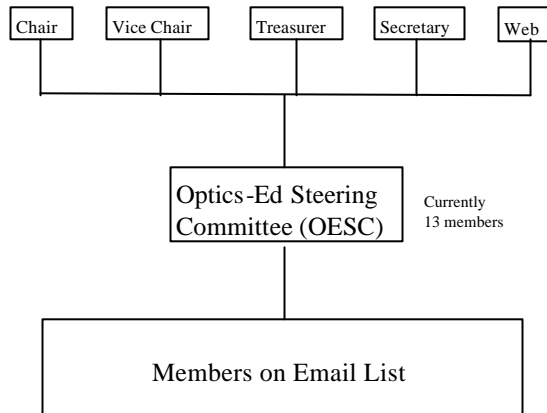 Chair Vice Chair Treasurer Secretary Web
Optics-Ed Steering
Committee (OESC)
Currently
13 members
Members on Email List